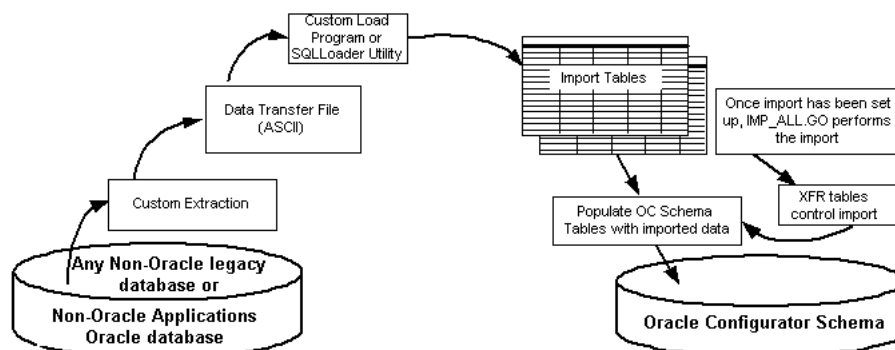 Custom Load
Program or
SQLLoader Utility
Data Transfer File
(ASCII)
Custom Extraction
Any Non-Oracle legacy
database or
Non-Oracle Applications
Oracle database
Import Tables
Once import has been set
up, IMP_ALL.GO performs
the import
XFR tables
control import
Populate OC Schema
Tables with imported data
Oracle Configurator Schema